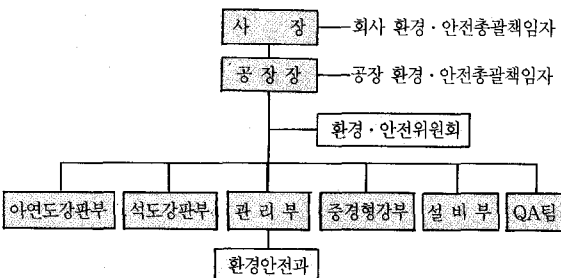 사 장 회사 환경·안전총괄책임자
공 장 장 공장 환경·안전총괄책임자
환경·안전위원회
아연도강판부 석도강판부 관 리 부 중경형강부 설 비 부 QA팀
환경안전과